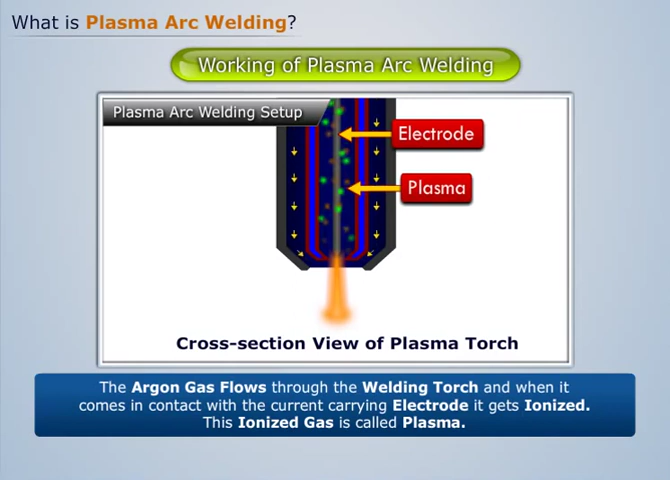 What is Plasma Arc Welding?
Working of Plasma Arc Welding
Plasma Arc Welding Setup
Electrode
Plasma
Cross-section View of Plasma Torch
The Argon Gas Flows through the Welding Torch and when it
comes in contact with the current carrying Electrode it gets Ionized.
This Ionized Gas is called Plasma.